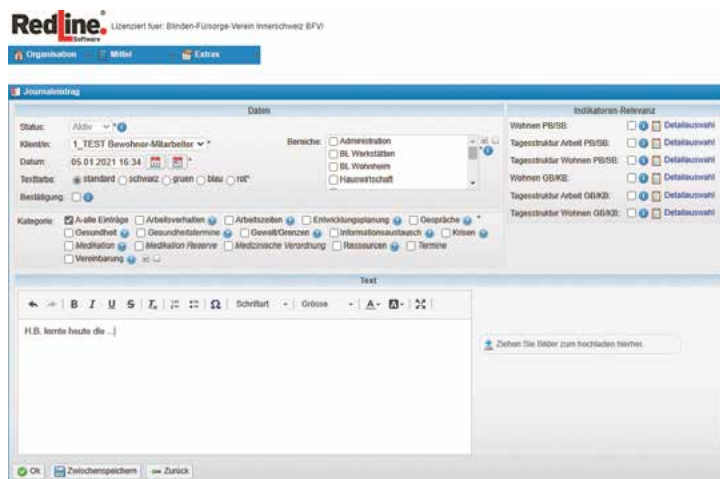 RedLine.
Software
Lizenziert fuer: Blinden-Fürsorge-Verein Innerschweiz BFVI
Organisation Mittel Extras
Journaleintrag
Daten
Status: Aktiv *
Klient/in: 1_TEST Bewohner-Mitarbeiter *
Datum: 05.01.2021 16:34 *
Textfarbe: standard schwarz gruen blau rot*
Bestätigung:
Bereiche: Administration
BL Werkstätten
BL Wohnheim
Hauswirtschaft
*
Kategorie: A-alle Einträge Arbeitsverhalten Arbeitszeiten Entwicklungsplanung Gespräche *
Gesundheit Gesundheitstermine Gewalt/Grenzen Informationsaustausch Krisen
Medikation Medikation Reserve Medizinische Verordnung Ressourcen Termine
Vereinbarung
Indikatoren-Relevanz
Wohnen PB/SB: Detailauswahl
Tagesstruktur Arbeit PB/SB: Detailauswahl
Tagesstruktur Wohnen PB/SB: Detailauswahl
Wohnen GB/KB: Detailauswahl
Tagesstruktur Arbeit GB/KB: Detailauswahl
Tagesstruktur Wohnen GB/KB: Detailauswahl
Text
B I U S Tx Ω Schriftart Grösse A A
H.B. lernte heute die ...
Ziehen Sie Bilder zum hochladen hierher.
Ok Zwischenspeichern Zurück